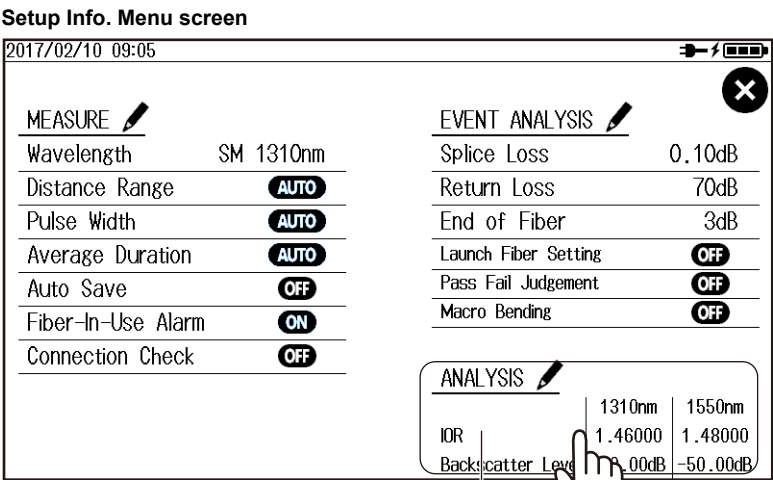 Setup Info. Menu screen
2017/02/10 09:05
MEASURE
Wavelength SM 1310nm
Distance Range AUTO
Pulse Width AUTO
Average Duration AUTO
Auto Save OFF
Fiber-In-Use Alarm ON
Connection Check OFF
EVENT ANALYSIS
Splice Loss 0.10dB
Return Loss 70dB
End of Fiber 3dB
Launch Fiber Setting OFF
Pass Fail Judgement OFF
Macro Bending OFF
ANALYSIS
1310nm 1550nm
IOR 1.46000 1.48000
Backscatter -50.00dB